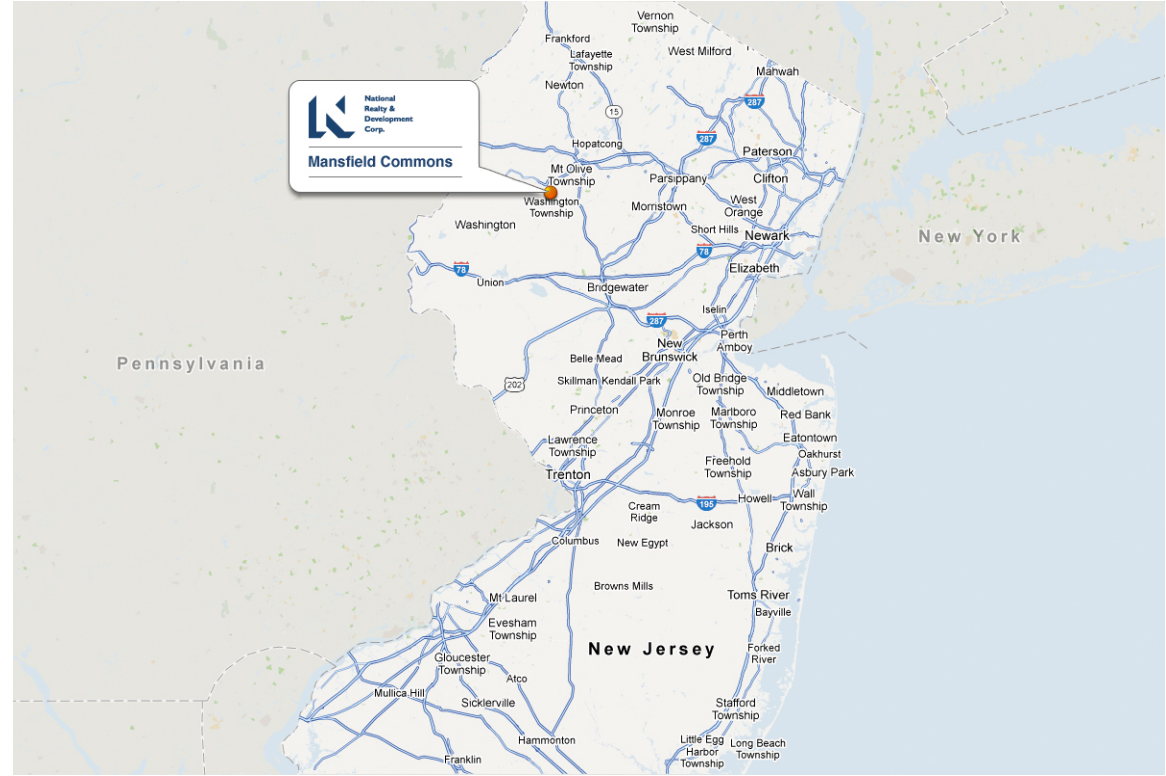 Vernon
Township
Frankford
West Milford
Lafayette
Township
Mahwah
Newton
287
National
Realty &
Development
Corp.
15
287
Hopatcong
Paterson
Mansfield Commons
Mt Olive
Township
Parsippany
Clifton
Washington
Township
Morristown
West
Orange
Washington
Short Hills
Newark
New York
78
78
Elizabeth
Union
Bridgewater
Iselin
287
Perth
Amboy
New
Brunswick
Pennsylvania
Belle Mead
Skillman
Kendall Park
Old Bridge
Township
202
Middletown
Princeton
Monroe
Township
Marlboro
Township
Red Bank
Lawrence
Township
Eatontown
Oakhurst
Freehold
Township
Asbury Park
Trenton
195
Howell
Wall
Township
Cream
Ridge
Jackson
Columbus
New Egypt
Brick
Browns Mills
Mt Laurel
Toms River
Bayville
Evesham
Township
New Jersey
Forked
River
Gloucester
Township
Atco
Mullica Hill
Sicklerville
Stafford
Township
Hammonton
Little Egg
Harbor
Township
Long Beach
Township
Franklin